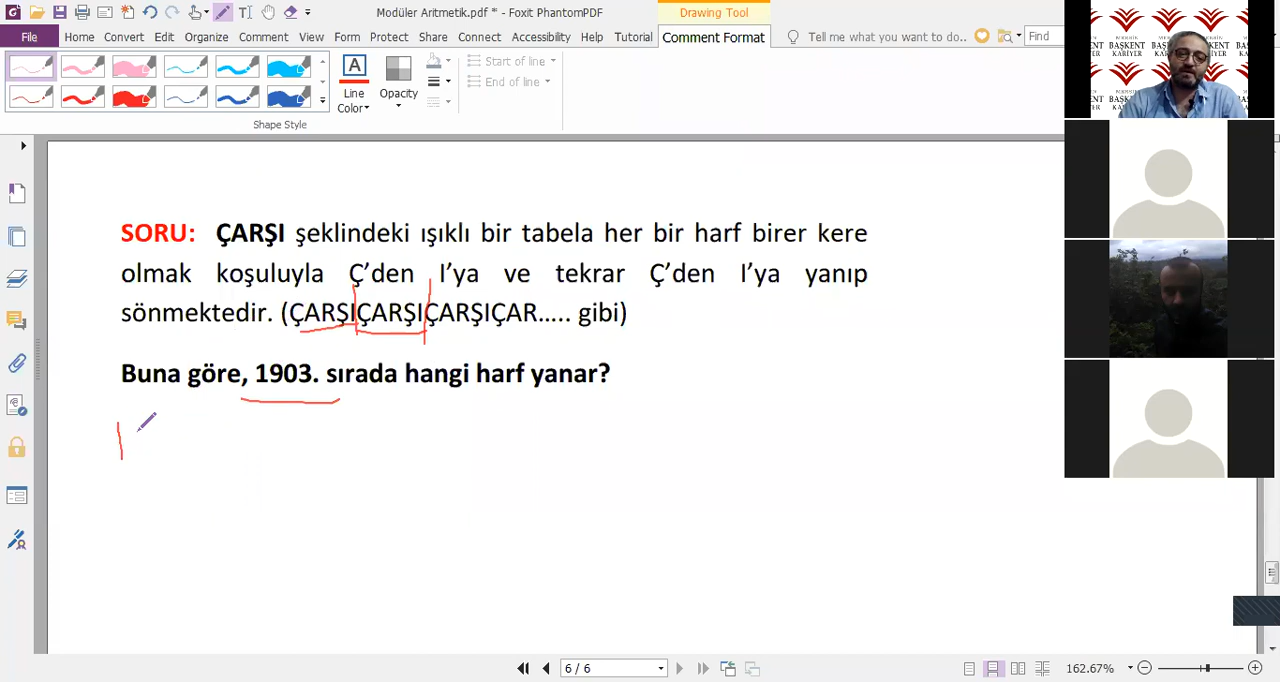 Modüler Aritmetik.pdf * - Foxit PhantomPDF
Drawing Tool
File Home Convert Edit Organize Comment View Form Protect Share Connect Accessibility Help Tutorial Comment Format Tell me what you want to do.. Find
Line Color
Opacity
Start of line
End of line
Shape Style
SORU: ÇARŞI şeklindeki ışıklı bir tabela her bir harf birer kere
olmak koşuluyla Ç’den I’ya ve tekrar Ç’den I’ya yanıp
sönmektedir. (ÇARŞIÇARŞIÇARŞIÇAR..... gibi)
Buna göre, 1903. sırada hangi harf yanar?
6 / 6
162.67%
BAŞKENT
KARİYER